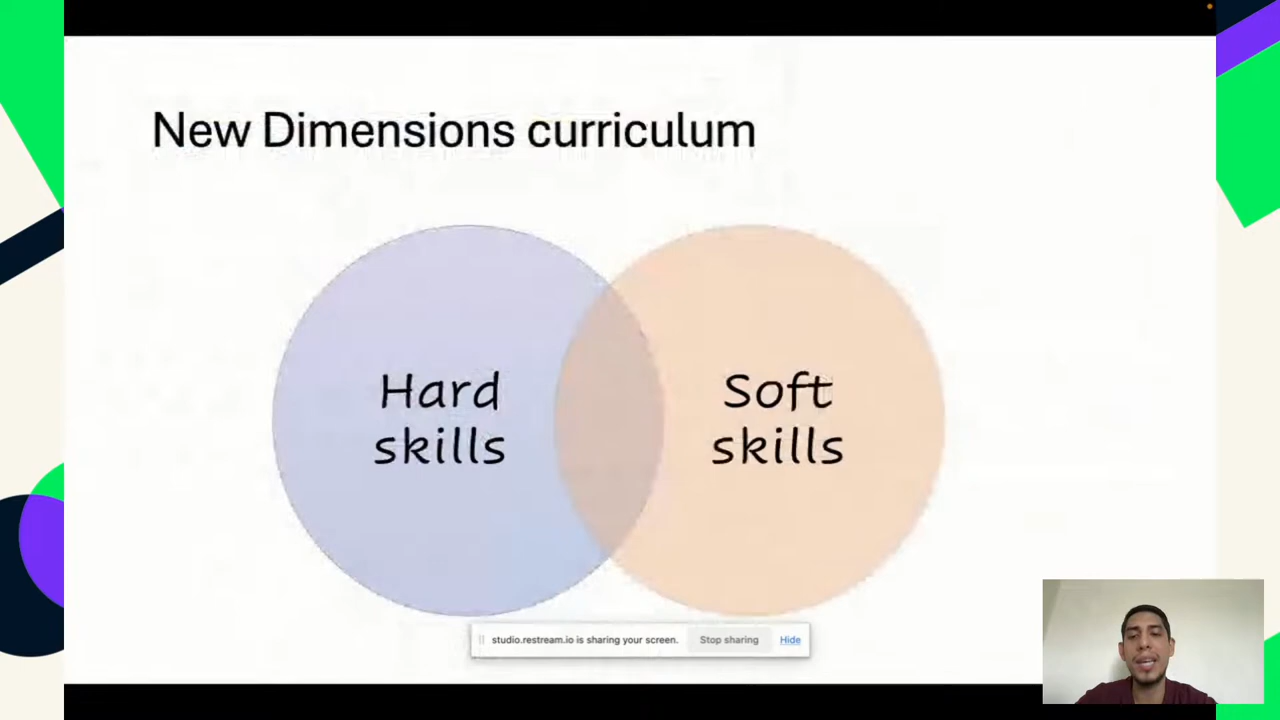 New Dimensions curriculum
Hard
skills
Soft
skills
studio.restream.io is sharing your screen. Stop sharing Hide